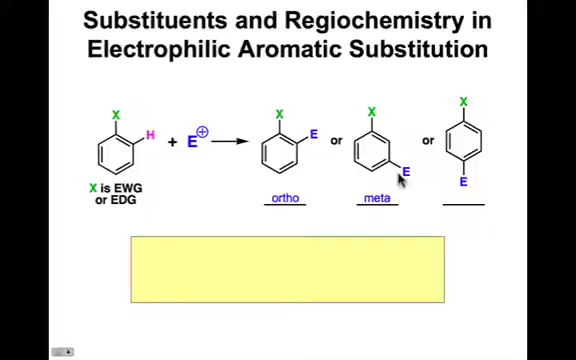 Substituents and Regiochemistry in
Electrophilic Aromatic Substitution
X
H
+ E⊕
X
E
or
X
E
or
X
E
X is EWG
or EDG
ortho
meta